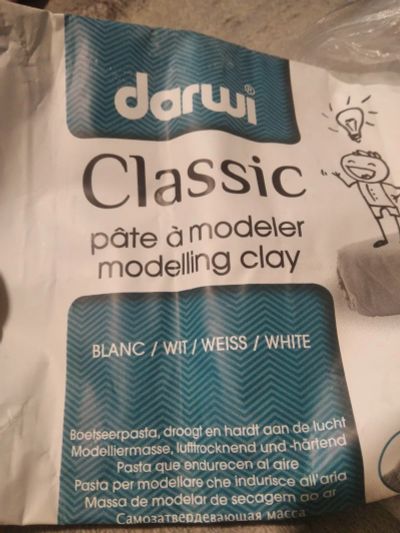 darwi®
Classic
pâte à modeler
modelling clay
BLANC / WIT / WEISS / WHITE
Boetseerpasta, droogt en hardt aan de lucht
Modelliermasse, lufttrocknend und -härtend
Pasta que endurecen al aire
Pasta per modellare che indurisce all'aria
Massa de modelar de secagem ao ar
Самозатвердевающая масса